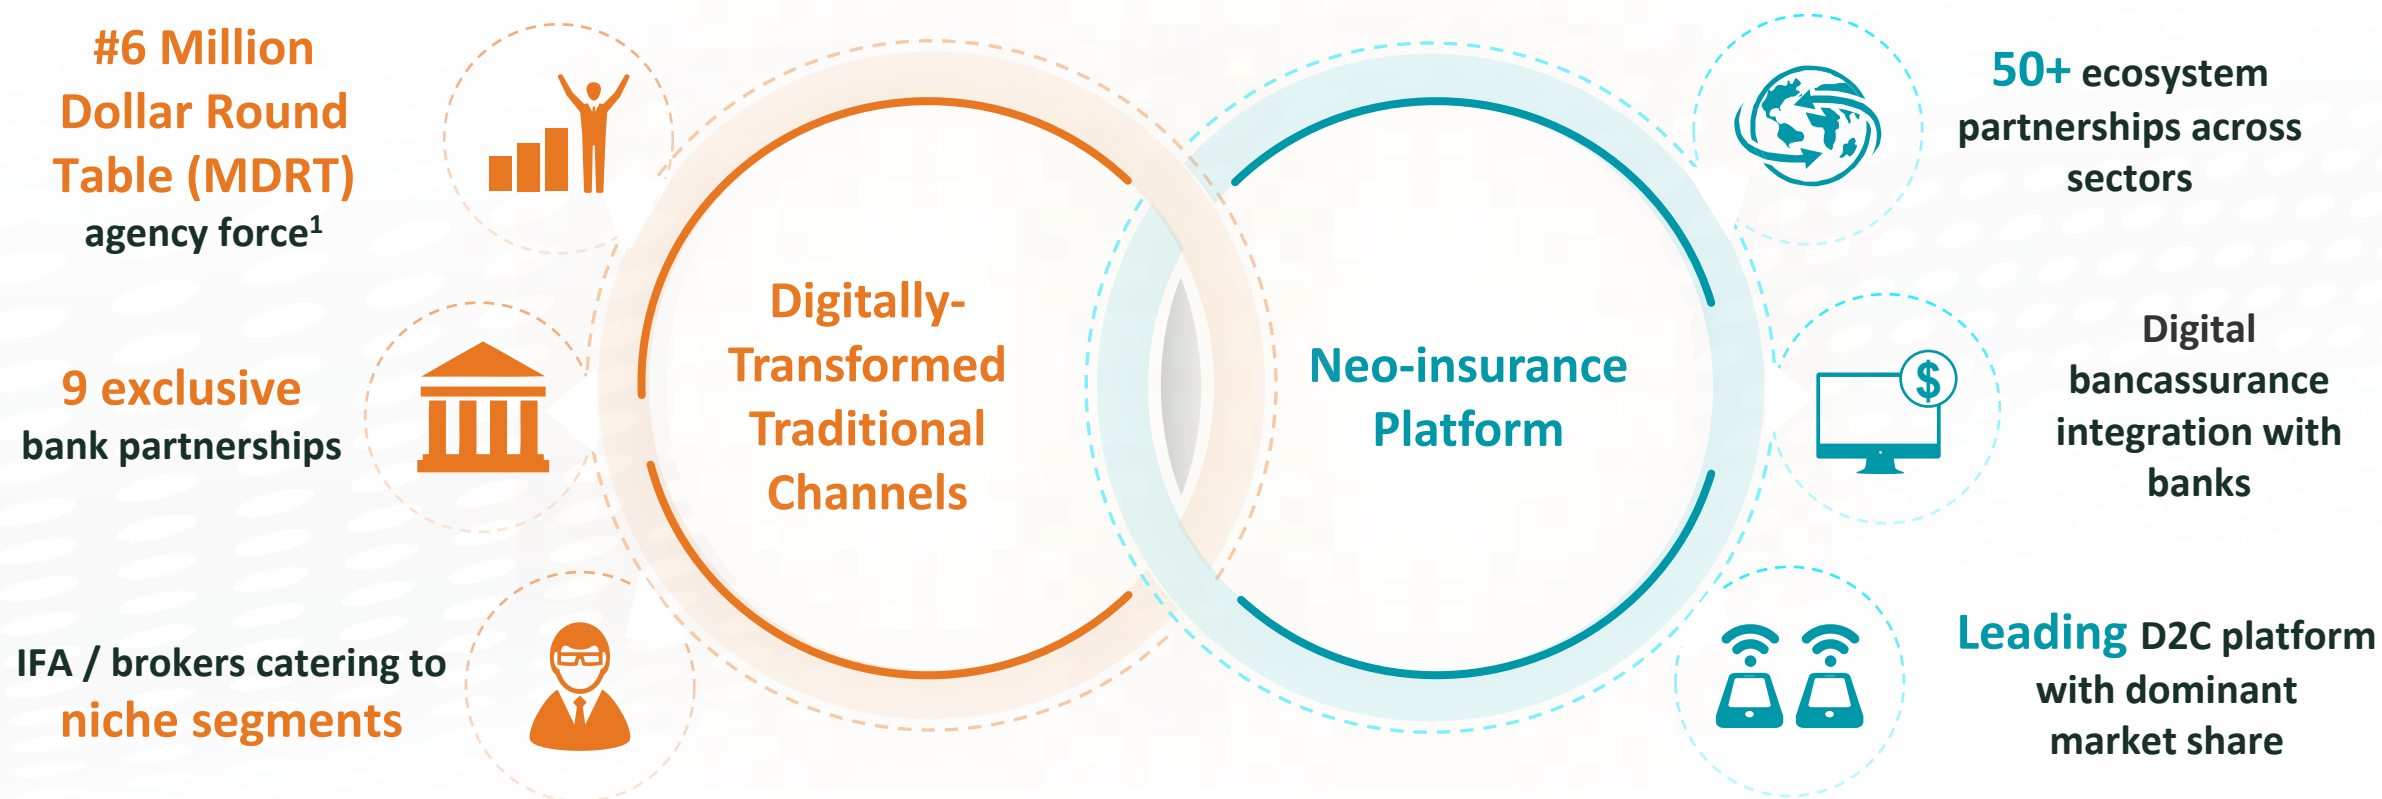 #6 Million
Dollar Round
Table (MDRT)
agency force1
9 exclusive
bank partnerships
IFA / brokers catering to
niche segments
Digitally-
Transformed
Traditional
Channels
Neo-insurance
Platform
50+ ecosystem
partnerships across
sectors
$
Digital
bancassurance
integration with
banks
Leading D2C platform
with dominant
market share